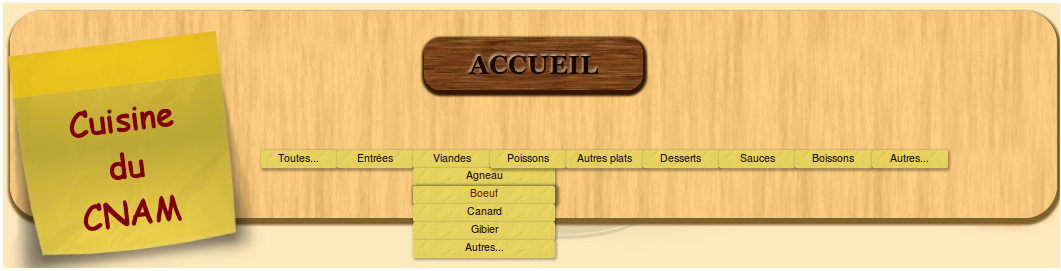 ACCUEIL
Cuisine
du
CNAM
Toutes... Entrées Viandes Poissons Autres plats Desserts Sauces Boissons Autres...
Agneau
Boeuf
Canard
Gibier
Autres...